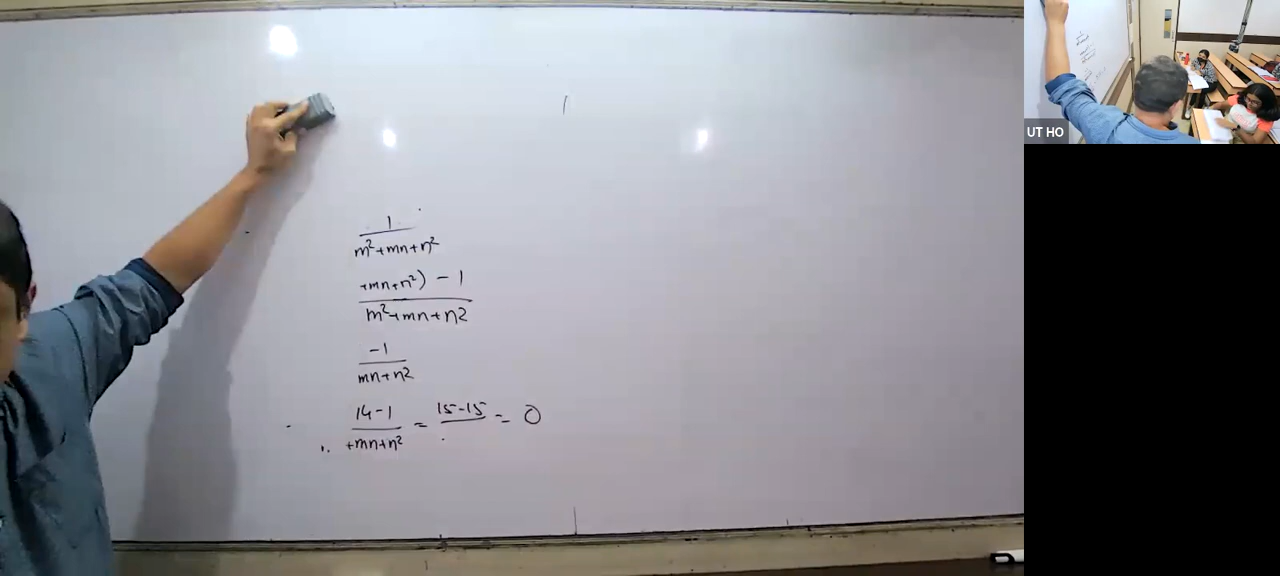 1
m²+mn+n²
+mn+n²) - 1
m²+mn+n2
-1
mn+n²
14-1 = 15-15 = 0
+mn+n²
UT HO